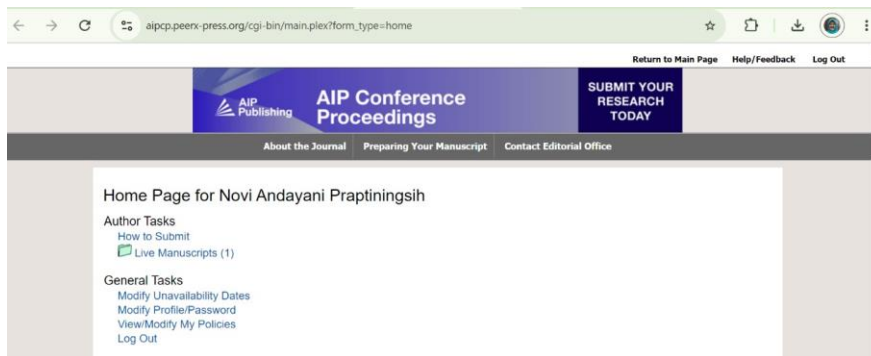 aipcp.peerx-press.org/cgi-bin/main.plex?form_type=home
Return to Main Page Help/Feedback Log Out
AIP Publishing
AIP Conference Proceedings
SUBMIT YOUR
RESEARCH
TODAY
About the Journal Preparing Your Manuscript Contact Editorial Office
Home Page for Novi Andayani Praptiningsih
Author Tasks
How to Submit
Live Manuscripts (1)
General Tasks
Modify Unavailability Dates
Modify Profile/Password
View/Modify My Policies
Log Out